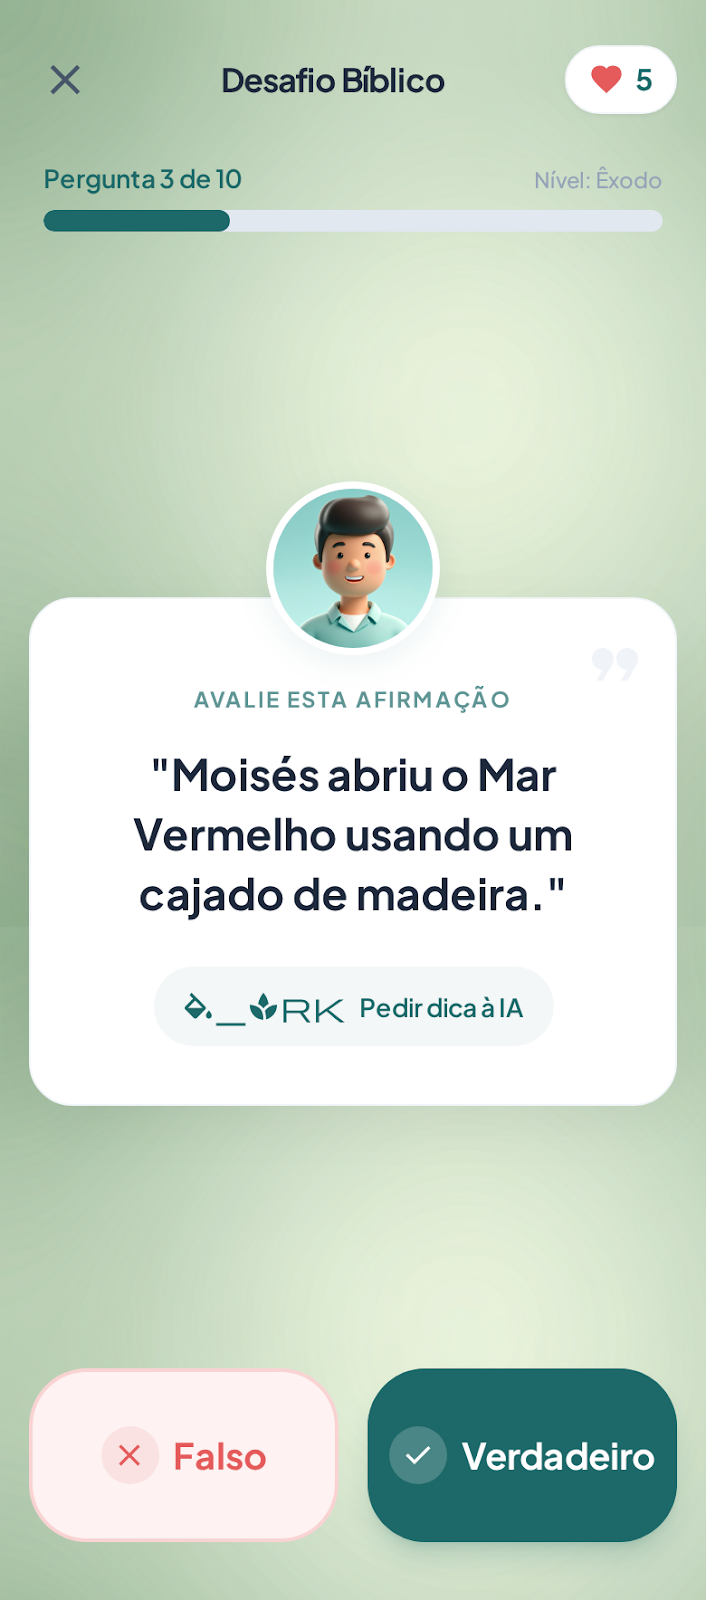 Desafio Bíblico
5
Pergunta 3 de 10
Nível: Êxodo
AVALIE ESTA AFIRMAÇÃO
"Moisés abriu o Mar
Vermelho usando um
cajado de madeira."
_RK Pedir dica à IA
Falso
Verdadeiro